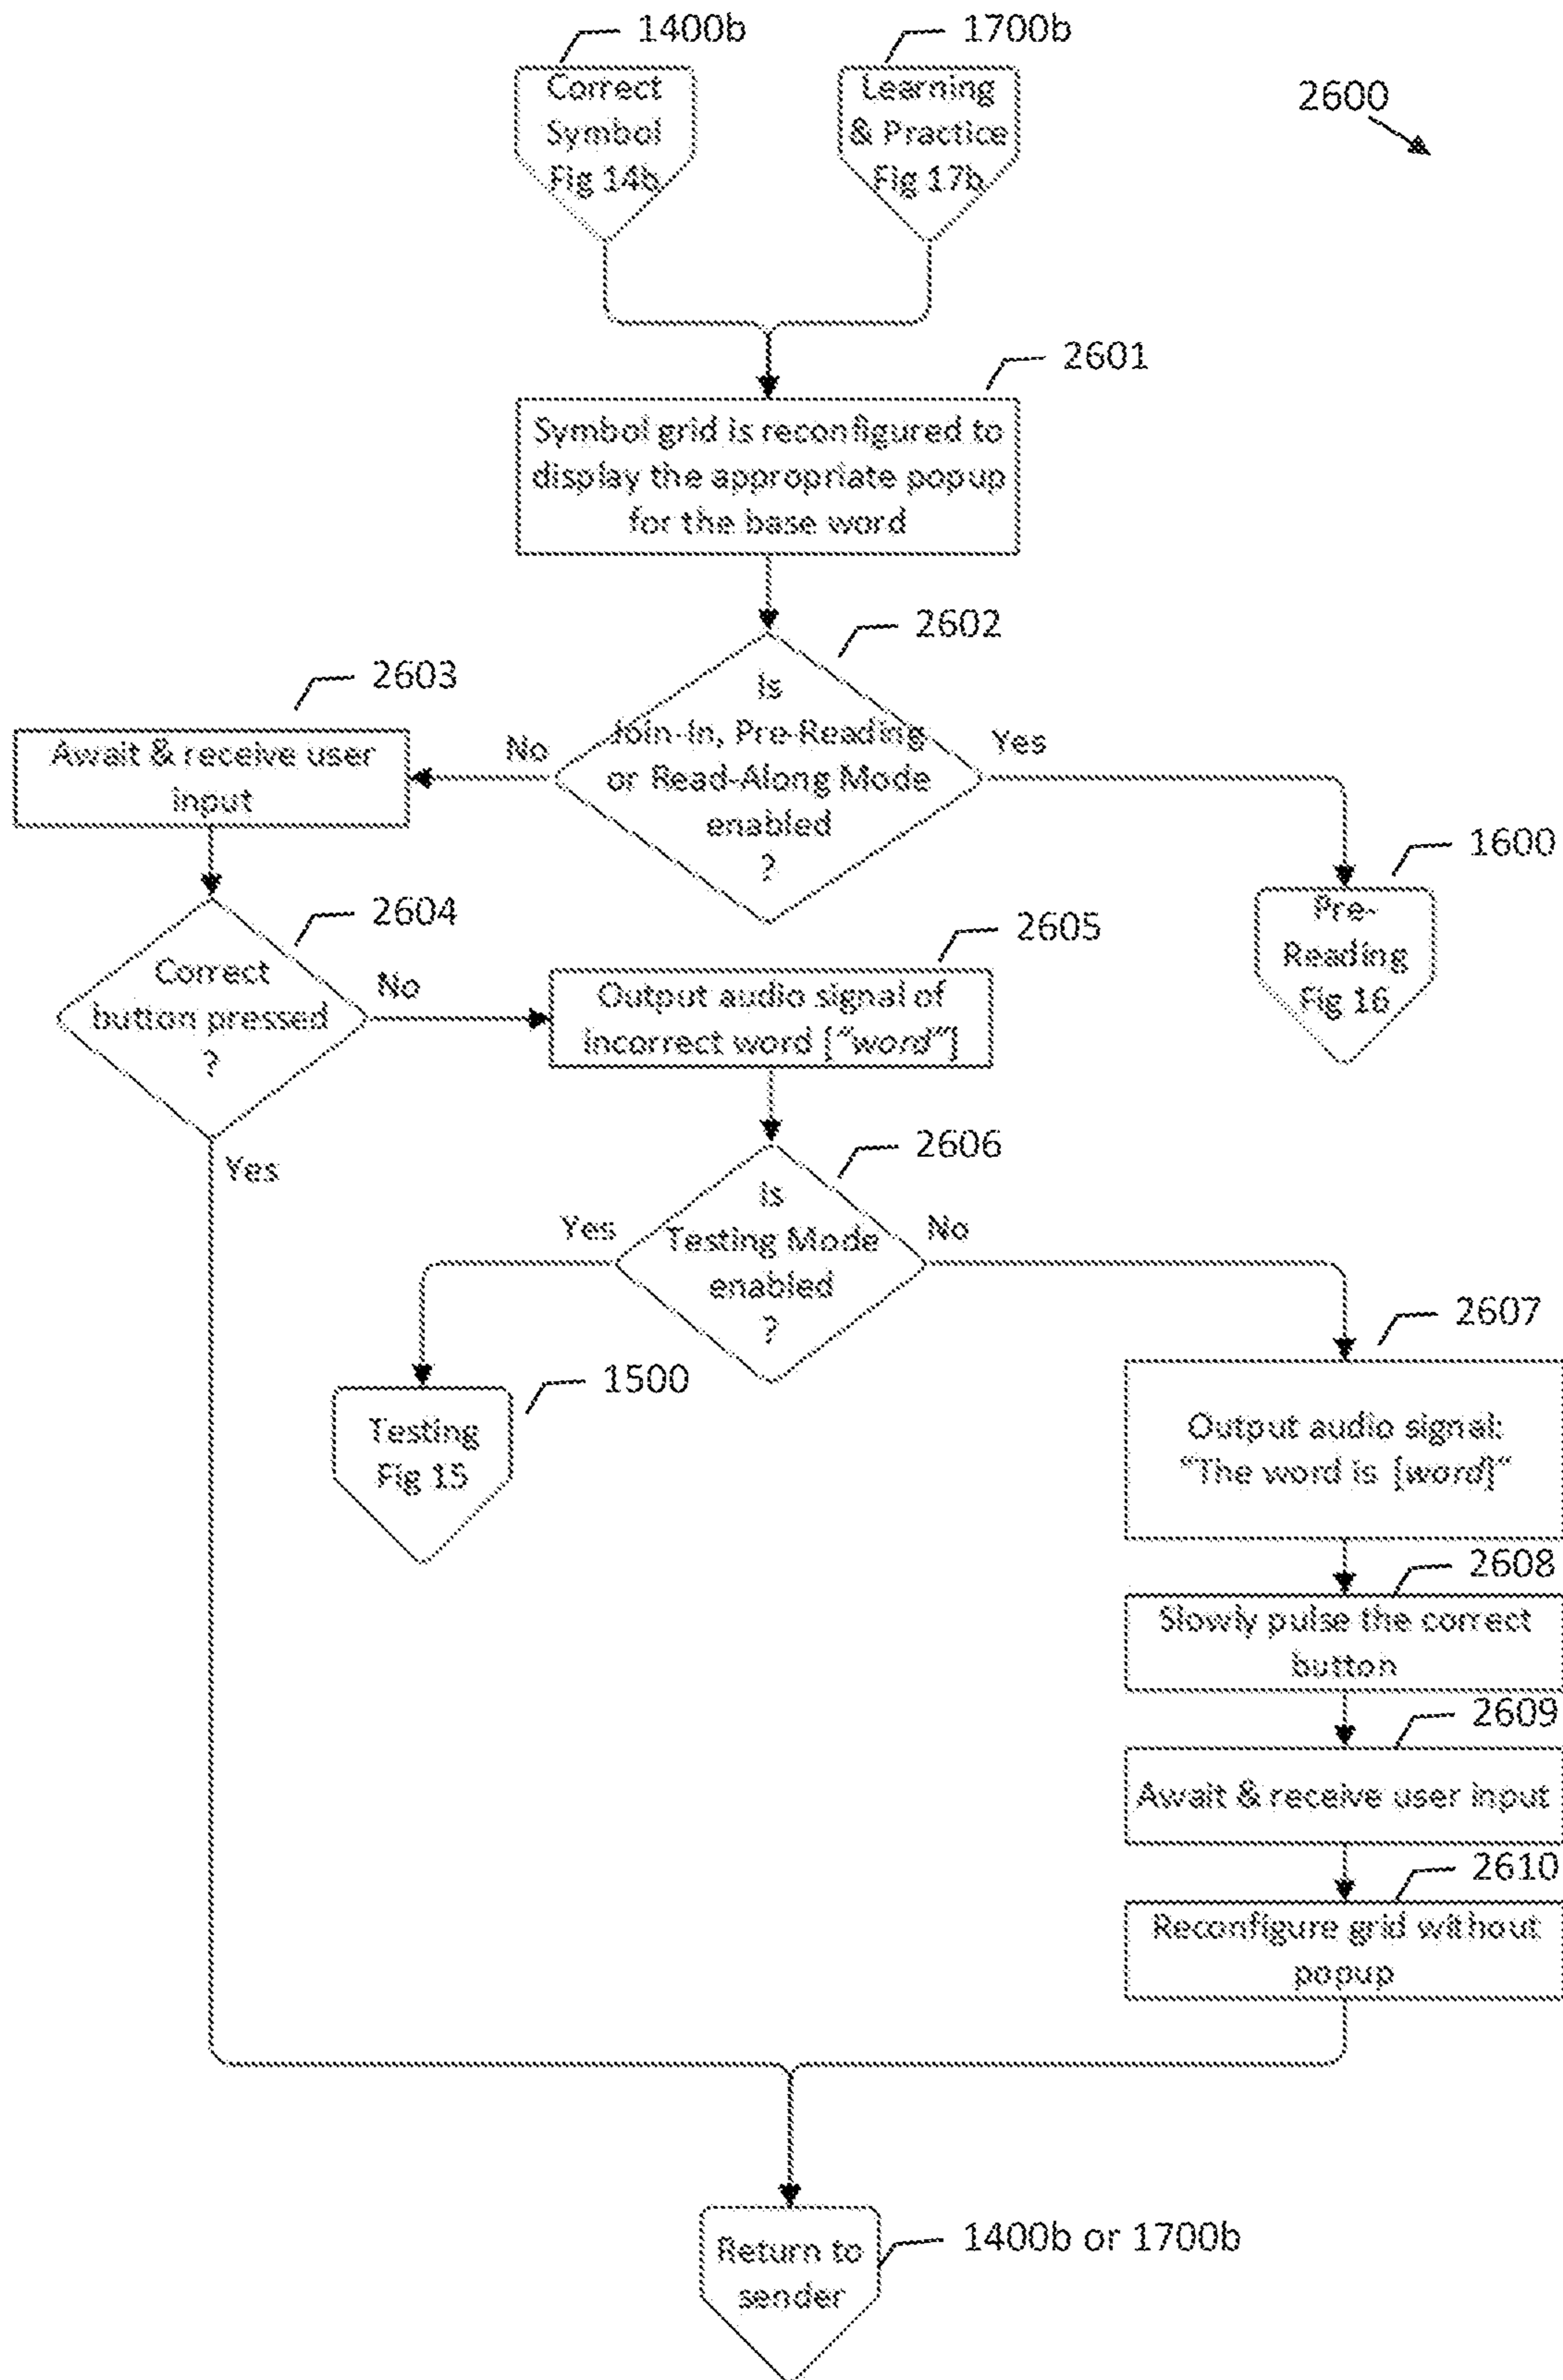 1400b
Correct
Symbol
Fig 14b
1700b
Learning
& Practice
Fig 17b
2600
2601
Symbol grid is reconfigured to
display the appropriate popup
for the base word
2602
Is
Join-In, Pre-Reading
or Read-Along Mode
enabled
?
No
Yes
2603
Await & receive user
input
1600
Pre-
Reading
Fig 16
2604
Correct
button pressed
?
No
Yes
2605
Output audio signal of
incorrect word ["word"]
2606
Is
Testing Mode
enabled
?
Yes
No
1500
Testing
Fig 15
2607
Output audio signal:
"The word is [word]"
2608
Slowly pulse the correct
button
2609
Await & receive user input
2610
Reconfigure grid without
popup
Return to
sender
1400b or 1700b